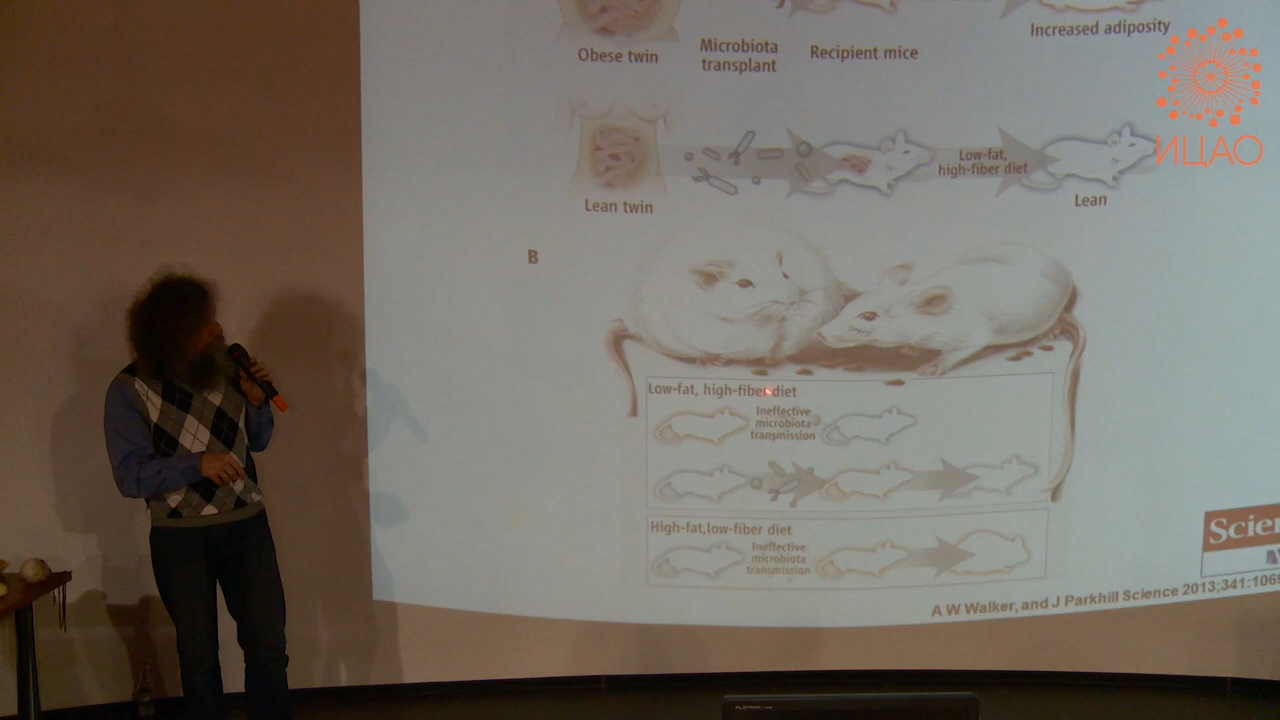 Obese twin
Microbiota
transplant
Recipient mice
Increased adiposity
ИЦАО
Low-fat,
high-fiber diet
Lean twin
Lean
B
Low-fat, high-fiber diet
Ineffective
microbiota
transmission
High-fat,low-fiber diet
Ineffective
microbiota
transmission
Scien
A W Walker, and J Parkhill Science 2013;341:1069